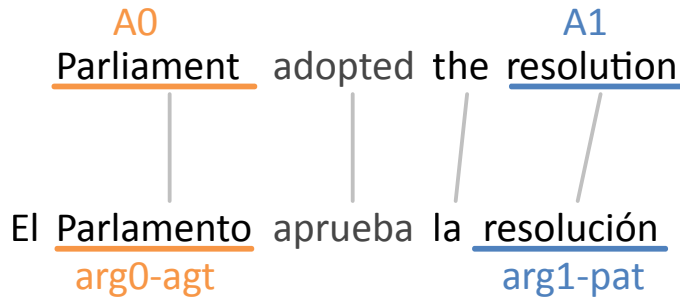 A0 A1
Parliament adopted the resolution
El Parlamento aprueba la resolución
arg0-agt arg1-pat